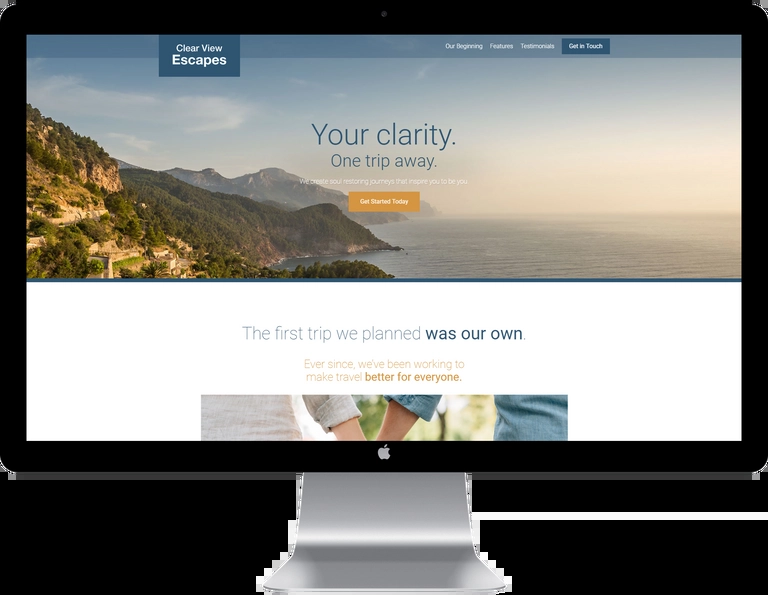 Clear View
Escapes
Our Beginning
Features
Testimonials
Get in Touch
Your clarity.
One trip away.
We create soul restoring journeys that inspire you to be you.
Get Started Today
The first trip we planned was our own.
Ever since, we've been working to
make travel better for everyone.